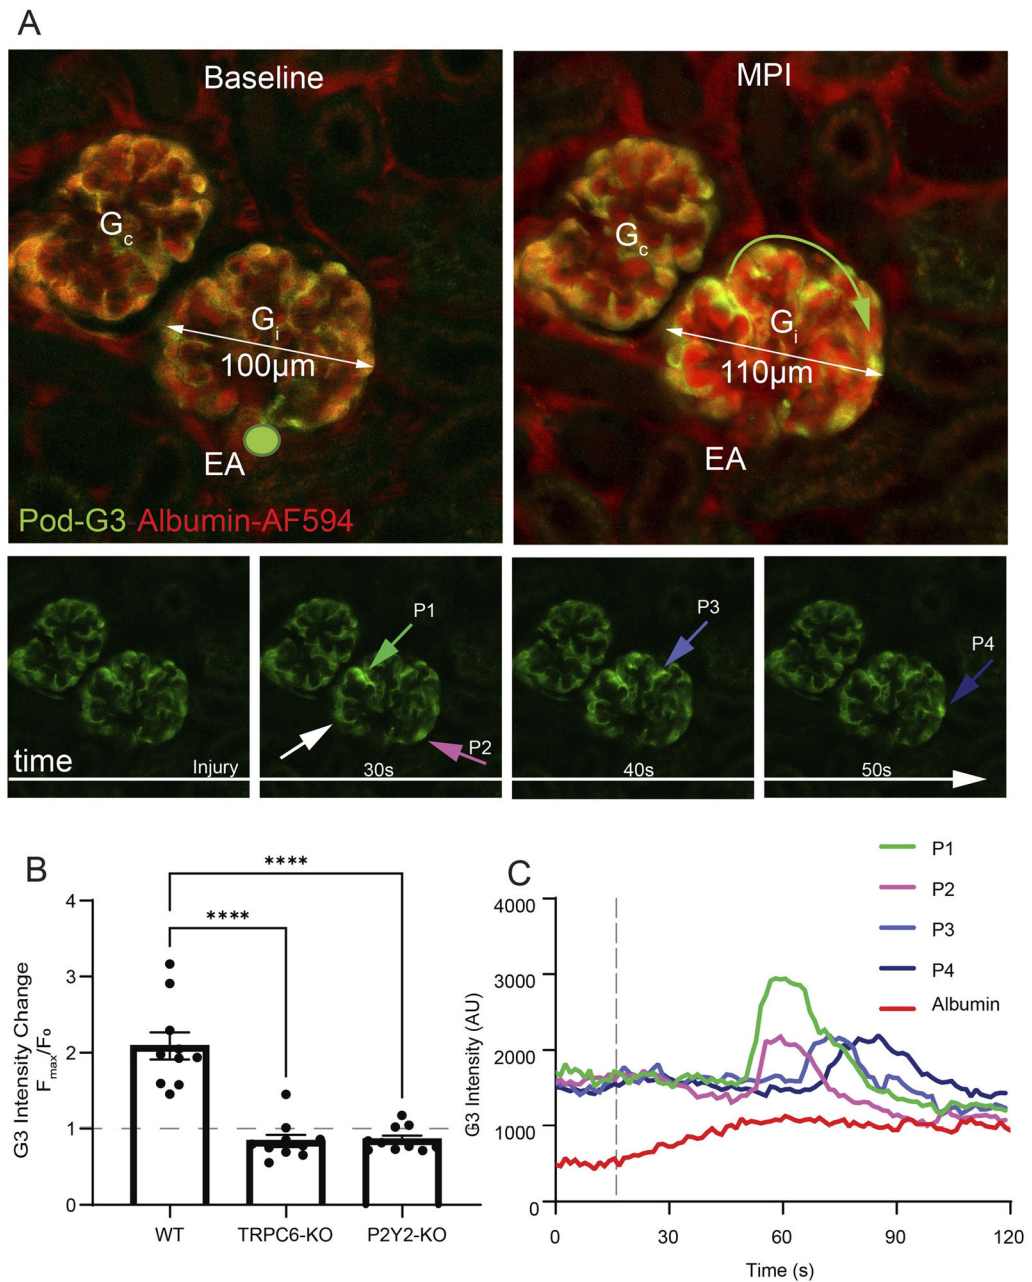 A
Baseline
MPI
Gc
Gc
Gi
Gi
100µm
110µm
EA
EA
Pod-G3 Albumin-AF594
P1
P3
P4
P2
time
Injury
30s
40s
50s
B
G3 Intensity Change
Fmax/Fo
4
3
2
1
0
****
****
WT
TRPC6-KO
P2Y2-KO
C
P1
P2
P3
P4
Albumin
G3 Intensity (AU)
4000
3000
2000
1000
0
0
30
60
90
120
Time (s)